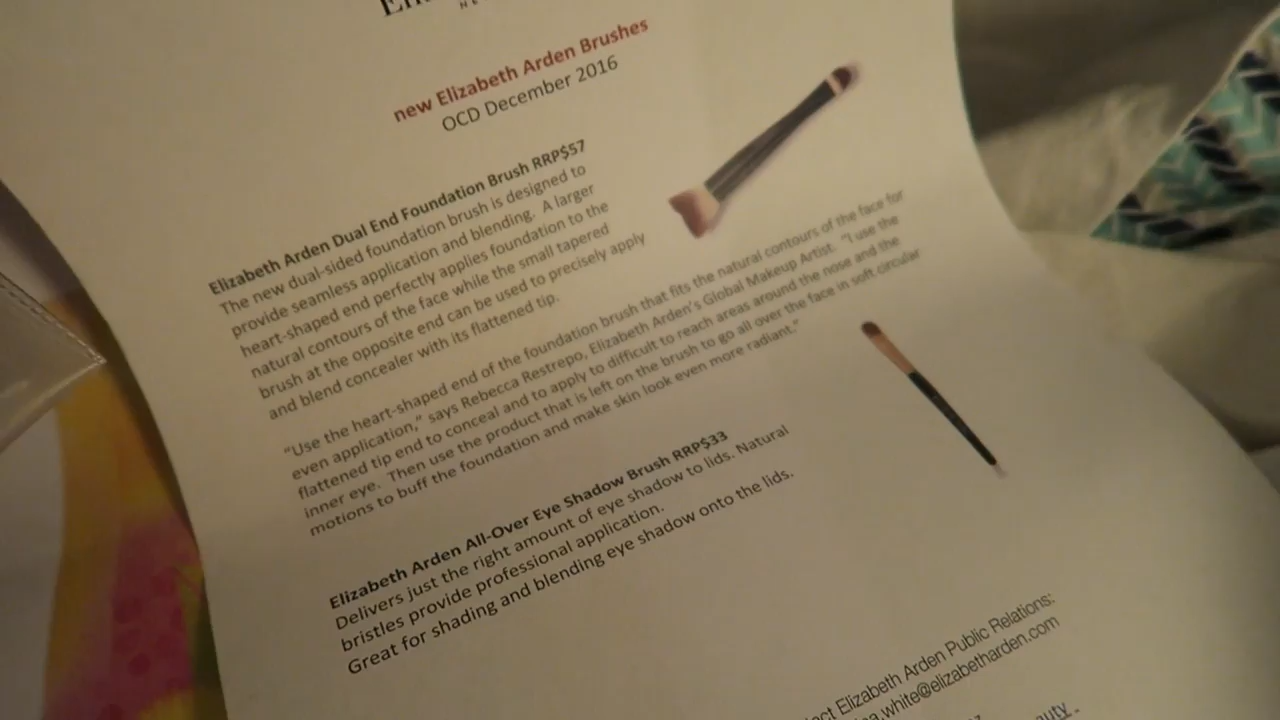 new Elizabeth Arden Brushes
OCD December 2016
Elizabeth Arden Dual End Foundation Brush RRP$57
The new dual-sided foundation brush is designed to
provide seamless application and blending. A larger
heart-shaped end perfectly applies foundation to the
natural contours of the face while the small tapered
brush at the opposite end can be used to precisely apply
and blend concealer with its flattened tip.
“Use the heart-shaped end of the foundation brush that fits the natural contours of the face for
even application,” says Rebecca Restrepo, Elizabeth Arden’s Global Makeup Artist. “I use the
flattened tip end to conceal and to apply to difficult to reach areas around the nose and the
inner eye. Then use the product that is left on the brush to go all over the face in soft circular
motions to buff the foundation and make skin look even more radiant.”
Elizabeth Arden All-Over Eye Shadow Brush RRP$33
Delivers just the right amount of eye shadow to lids. Natural
bristles provide professional application.
Great for shading and blending eye shadow onto the lids.
Elizabeth Arden Public Relations:
white@elizabetharden.com